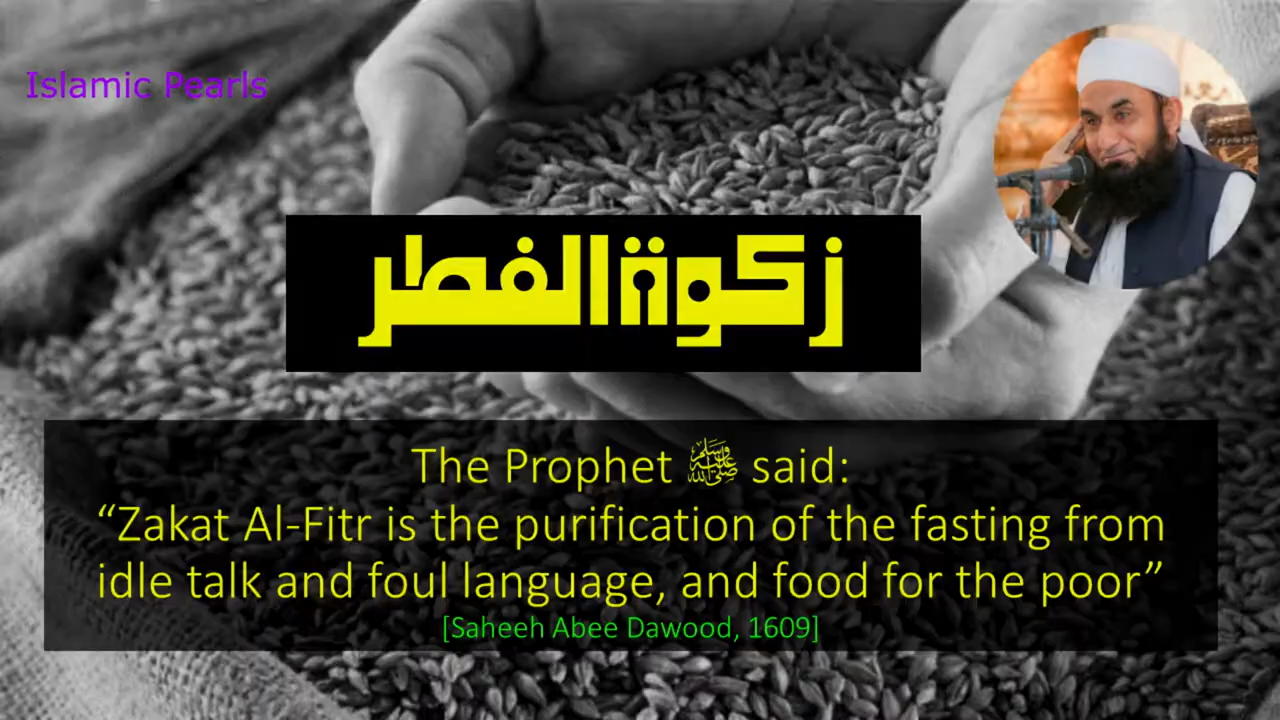 Islamic Pearls
زكوة الفطر
The Prophet ﷺ said:
“Zakat Al-Fitr is the purification of the fasting from
idle talk and foul language, and food for the poor”
[Saheeh Abee Dawood, 1609]